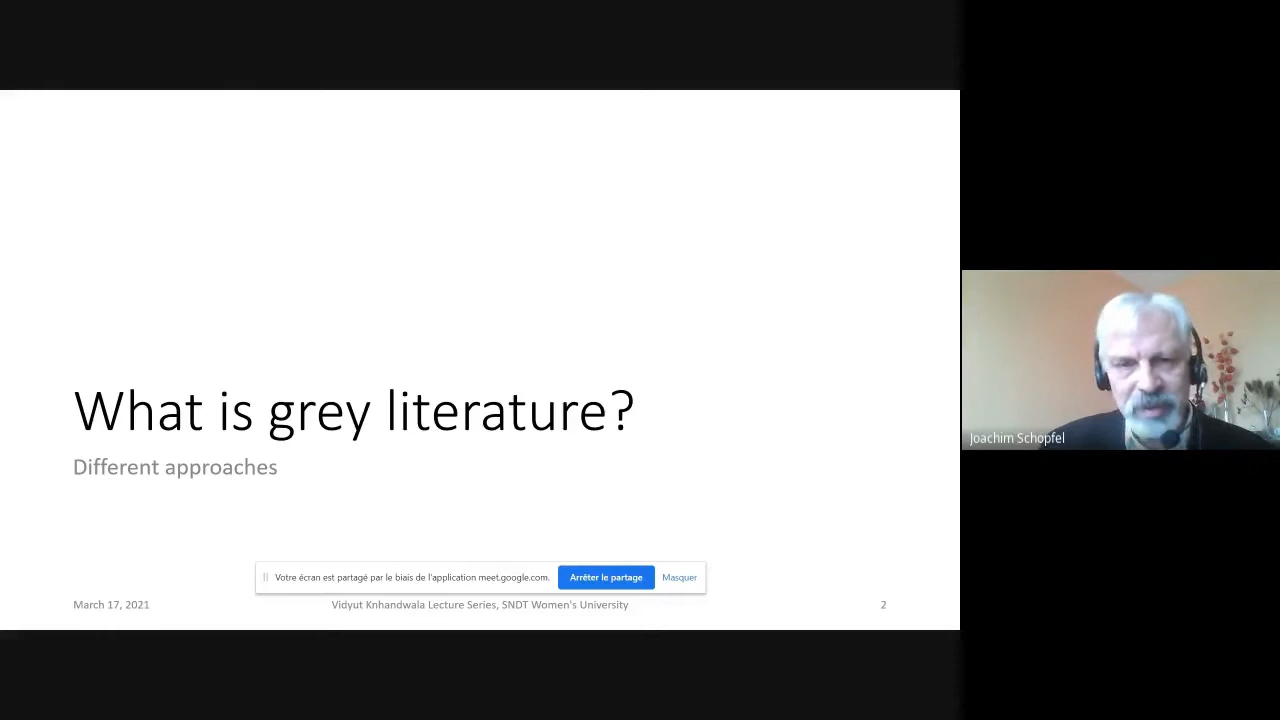 What is grey literature?
Different approaches
Votre écran est partagé par le biais de l'application meet.google.com.
Arrêter le partage
Masquer
March 17, 2021
Vidyut Knhandwala Lecture Series, SNDT Women's University
2
Joachim Schopfel